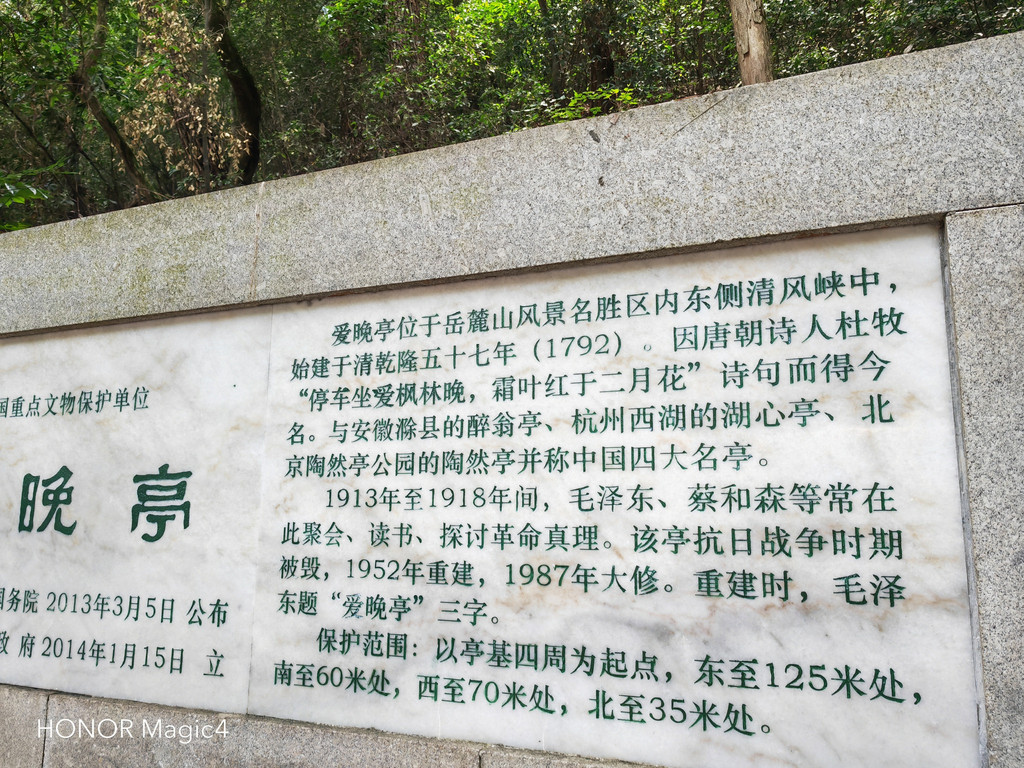 国重点文物保护单位
晚亭
国务院 2013年3月5日 公布
政府 2014年1月15日 立
爱晚亭位于岳麓山风景名胜区内东侧清风峡中，
始建于清乾隆五十七年（1792）。因唐朝诗人杜牧
“停车坐爱枫林晚，霜叶红于二月花”诗句而得今
名。与安徽滁县的醉翁亭、杭州西湖的湖心亭、北
京陶然亭公园的陶然亭并称中国四大名亭。
1913年至1918年间，毛泽东、蔡和森等常在
此聚会、读书、探讨革命真理。该亭抗日战争时期
被毁，1952年重建，1987年大修。重建时，毛泽
东题“爱晚亭”三字。
保护范围：以亭基四周为起点，东至125米处，
南至60米处，西至70米处，北至35米处。
HONOR Magic4